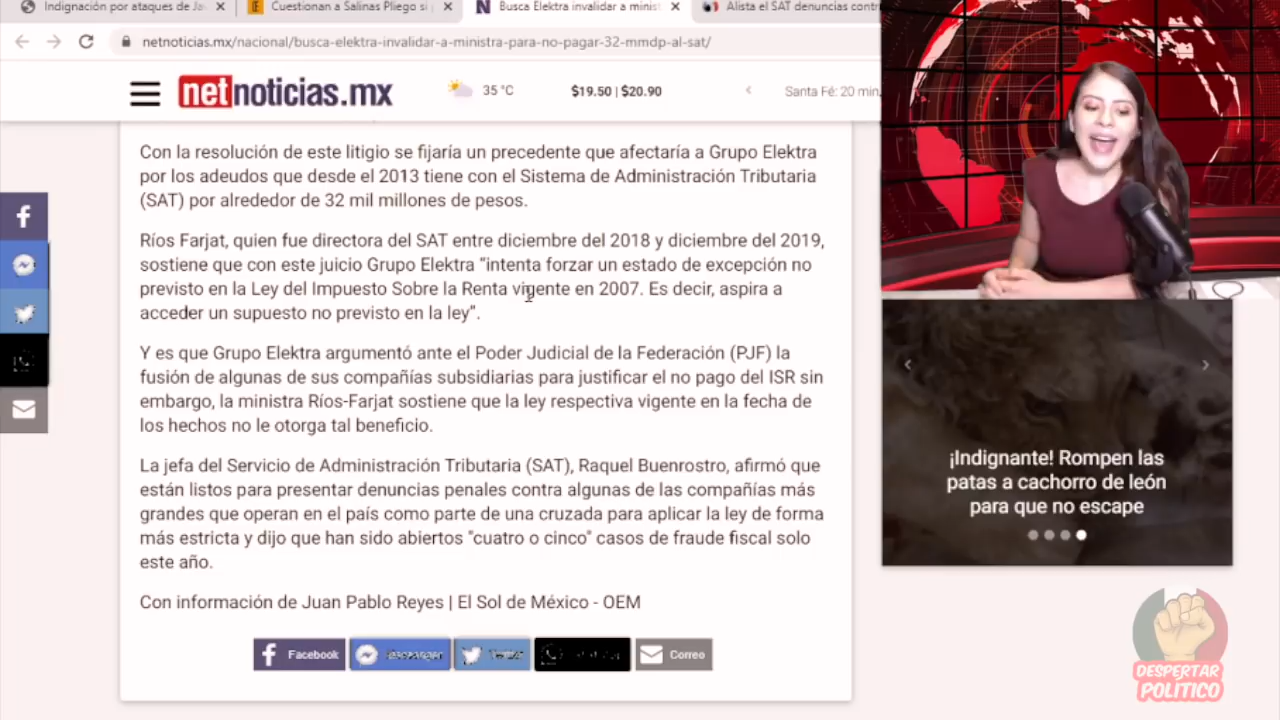 Indignación por ataques de Ja
Cuestionan a Salinas Pliego si
Busca Elektra invalidar a minist
Alista el SAT denuncias contr
netnoticias.mx/nacional/busca-elektra-invalidar-a-ministra-para-no-pagar-32-mmdp-al-sat/
netnoticias.mx
35 °C
$19.50 | $20.90
Santa Fé: 20 min.
Con la resolución de este litigio se fijaría un precedente que afectaría a Grupo Elektra
por los adeudos que desde el 2013 tiene con el Sistema de Administración Tributaria
(SAT) por alrededor de 32 mil millones de pesos.
Ríos Farjat, quien fue directora del SAT entre diciembre del 2018 y diciembre del 2019,
sostiene que con este juicio Grupo Elektra “intenta forzar un estado de excepción no
previsto en la Ley del Impuesto Sobre la Renta vigente en 2007. Es decir, aspira a
acceder un supuesto no previsto en la ley”.
Y es que Grupo Elektra argumentó ante el Poder Judicial de la Federación (PJF) la
fusión de algunas de sus compañías subsidiarias para justificar el no pago del ISR sin
embargo, la ministra Ríos-Farjat sostiene que la ley respectiva vigente en la fecha de
los hechos no le otorga tal beneficio.
La jefa del Servicio de Administración Tributaria (SAT), Raquel Buenrostro, afirmó que
están listos para presentar denuncias penales contra algunas de las compañías más
grandes que operan en el país como parte de una cruzada para aplicar la ley de forma
más estricta y dijo que han sido abiertos "cuatro o cinco" casos de fraude fiscal solo
este año.
Con información de Juan Pablo Reyes | El Sol de México - OEM
Facebook
Correo
¡Indignante! Rompen las
patas a cachorro de león
para que no escape
DESPERTAR
POLÍTICO